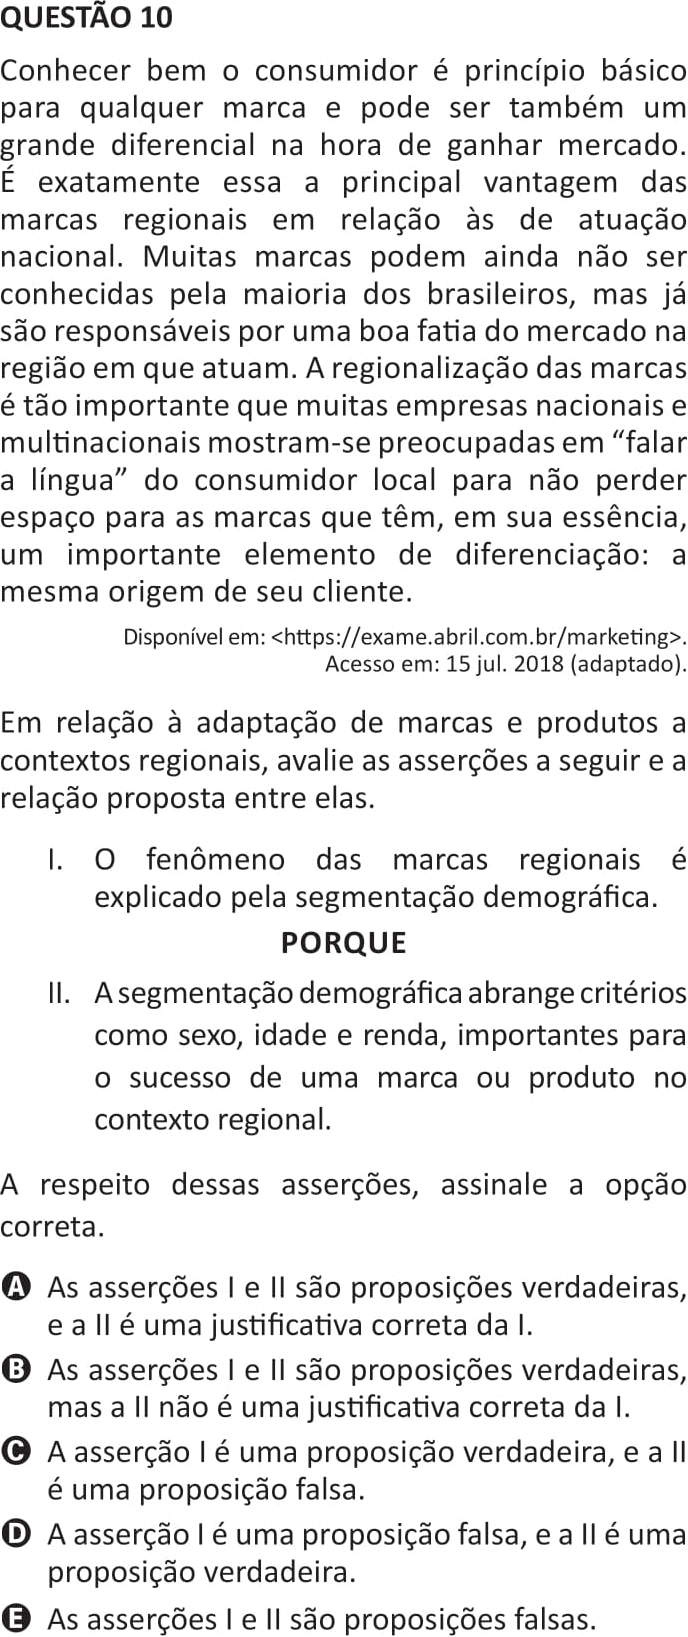 QUESTÃO 10
Conhecer bem o consumidor é princípio básico
para qualquer marca e pode ser também um
grande diferencial na hora de ganhar mercado.
É exatamente essa a principal vantagem das
marcas regionais em relação às de atuação
nacional. Muitas marcas podem ainda não ser
conhecidas pela maioria dos brasileiros, mas já
são responsáveis por uma boa fatia do mercado na
região em que atuam. A regionalização das marcas
é tão importante que muitas empresas nacionais e
multinacionais mostram-se preocupadas em “falar
a língua” do consumidor local para não perder
espaço para as marcas que têm, em sua essência,
um importante elemento de diferenciação: a
mesma origem de seu cliente.
Disponível em: <https://exame.abril.com.br/marketing>.
Acesso em: 15 jul. 2018 (adaptado).
Em relação à adaptação de marcas e produtos a
contextos regionais, avalie as asserções a seguir e a
relação proposta entre elas.
I. O fenômeno das marcas regionais é
explicado pela segmentação demográfica.
PORQUE
II. A segmentação demográfica abrange critérios
como sexo, idade e renda, importantes para
o sucesso de uma marca ou produto no
contexto regional.
A respeito dessas asserções, assinale a opção
correta.
A As asserções I e II são proposições verdadeiras,
e a II é uma justificativa correta da I.
B As asserções I e II são proposições verdadeiras,
mas a II não é uma justificativa correta da I.
C A asserção I é uma proposição verdadeira, e a II
é uma proposição falsa.
D A asserção I é uma proposição falsa, e a II é uma
proposição verdadeira.
E As asserções I e II são proposições falsas.